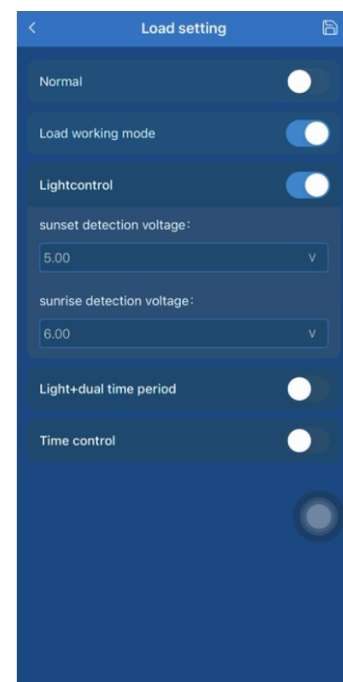 Load setting
Normal
Load working mode
Lightcontrol
sunset detection voltage:
5.00 V
sunrise detection voltage:
6.00 V
Light+dual time period
Time control